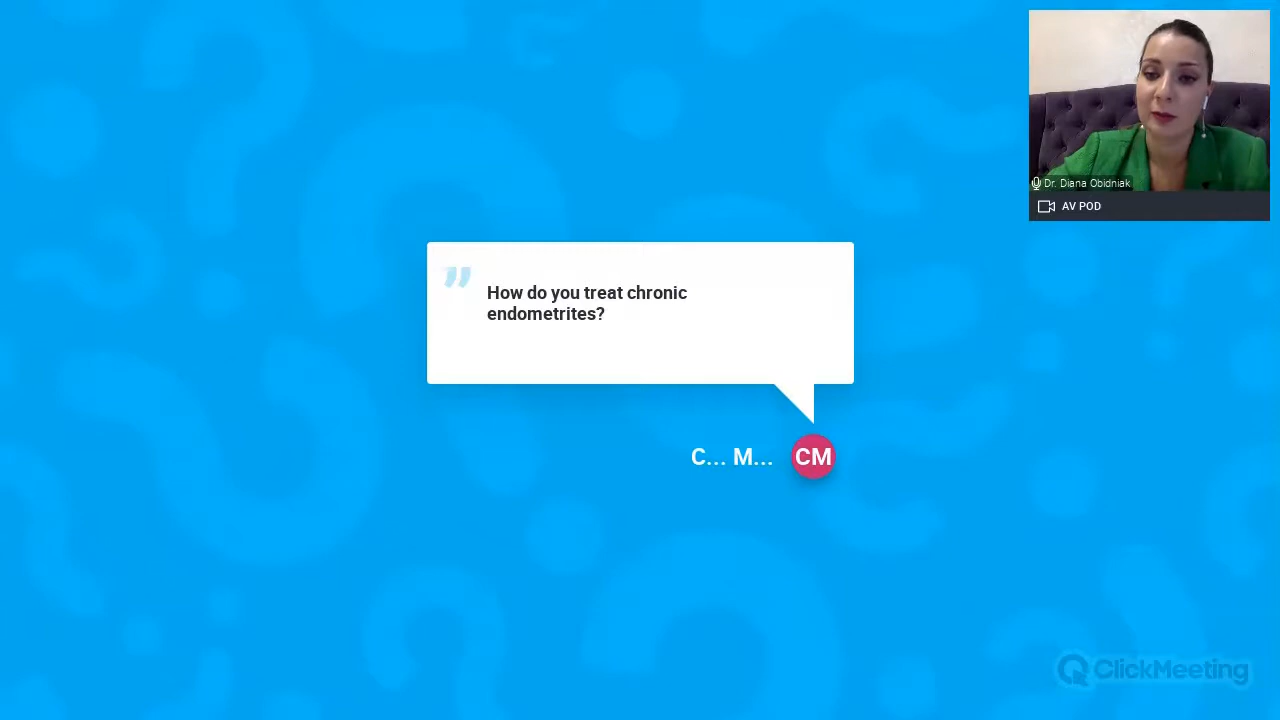 Dr. Diana Obidniak
AV POD
"
How do you treat chronic
endometrites?
C... M...
CM
ClickMeeting